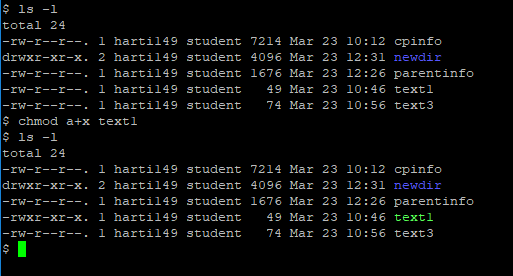 $ ls -l
total 24
-rw-r--r--. 1 harti149 student 7214 Mar 23 10:12 cpinfo
drwxr-xr-x. 2 harti149 student 4096 Mar 23 12:31 newdir
-rw-r--r--. 1 harti149 student 1676 Mar 23 12:26 parentinfo
-rw-r--r--. 1 harti149 student   49 Mar 23 10:46 text1
-rw-r--r--. 1 harti149 student   74 Mar 23 10:56 text3
$ chmod a+x text1
$ ls -l
total 24
-rw-r--r--. 1 harti149 student 7214 Mar 23 10:12 cpinfo
drwxr-xr-x. 2 harti149 student 4096 Mar 23 12:31 newdir
-rw-r--r--. 1 harti149 student 1676 Mar 23 12:26 parentinfo
-rwxr-xr-x. 1 harti149 student   49 Mar 23 10:46 text1
-rw-r--r--. 1 harti149 student   74 Mar 23 10:56 text3
$